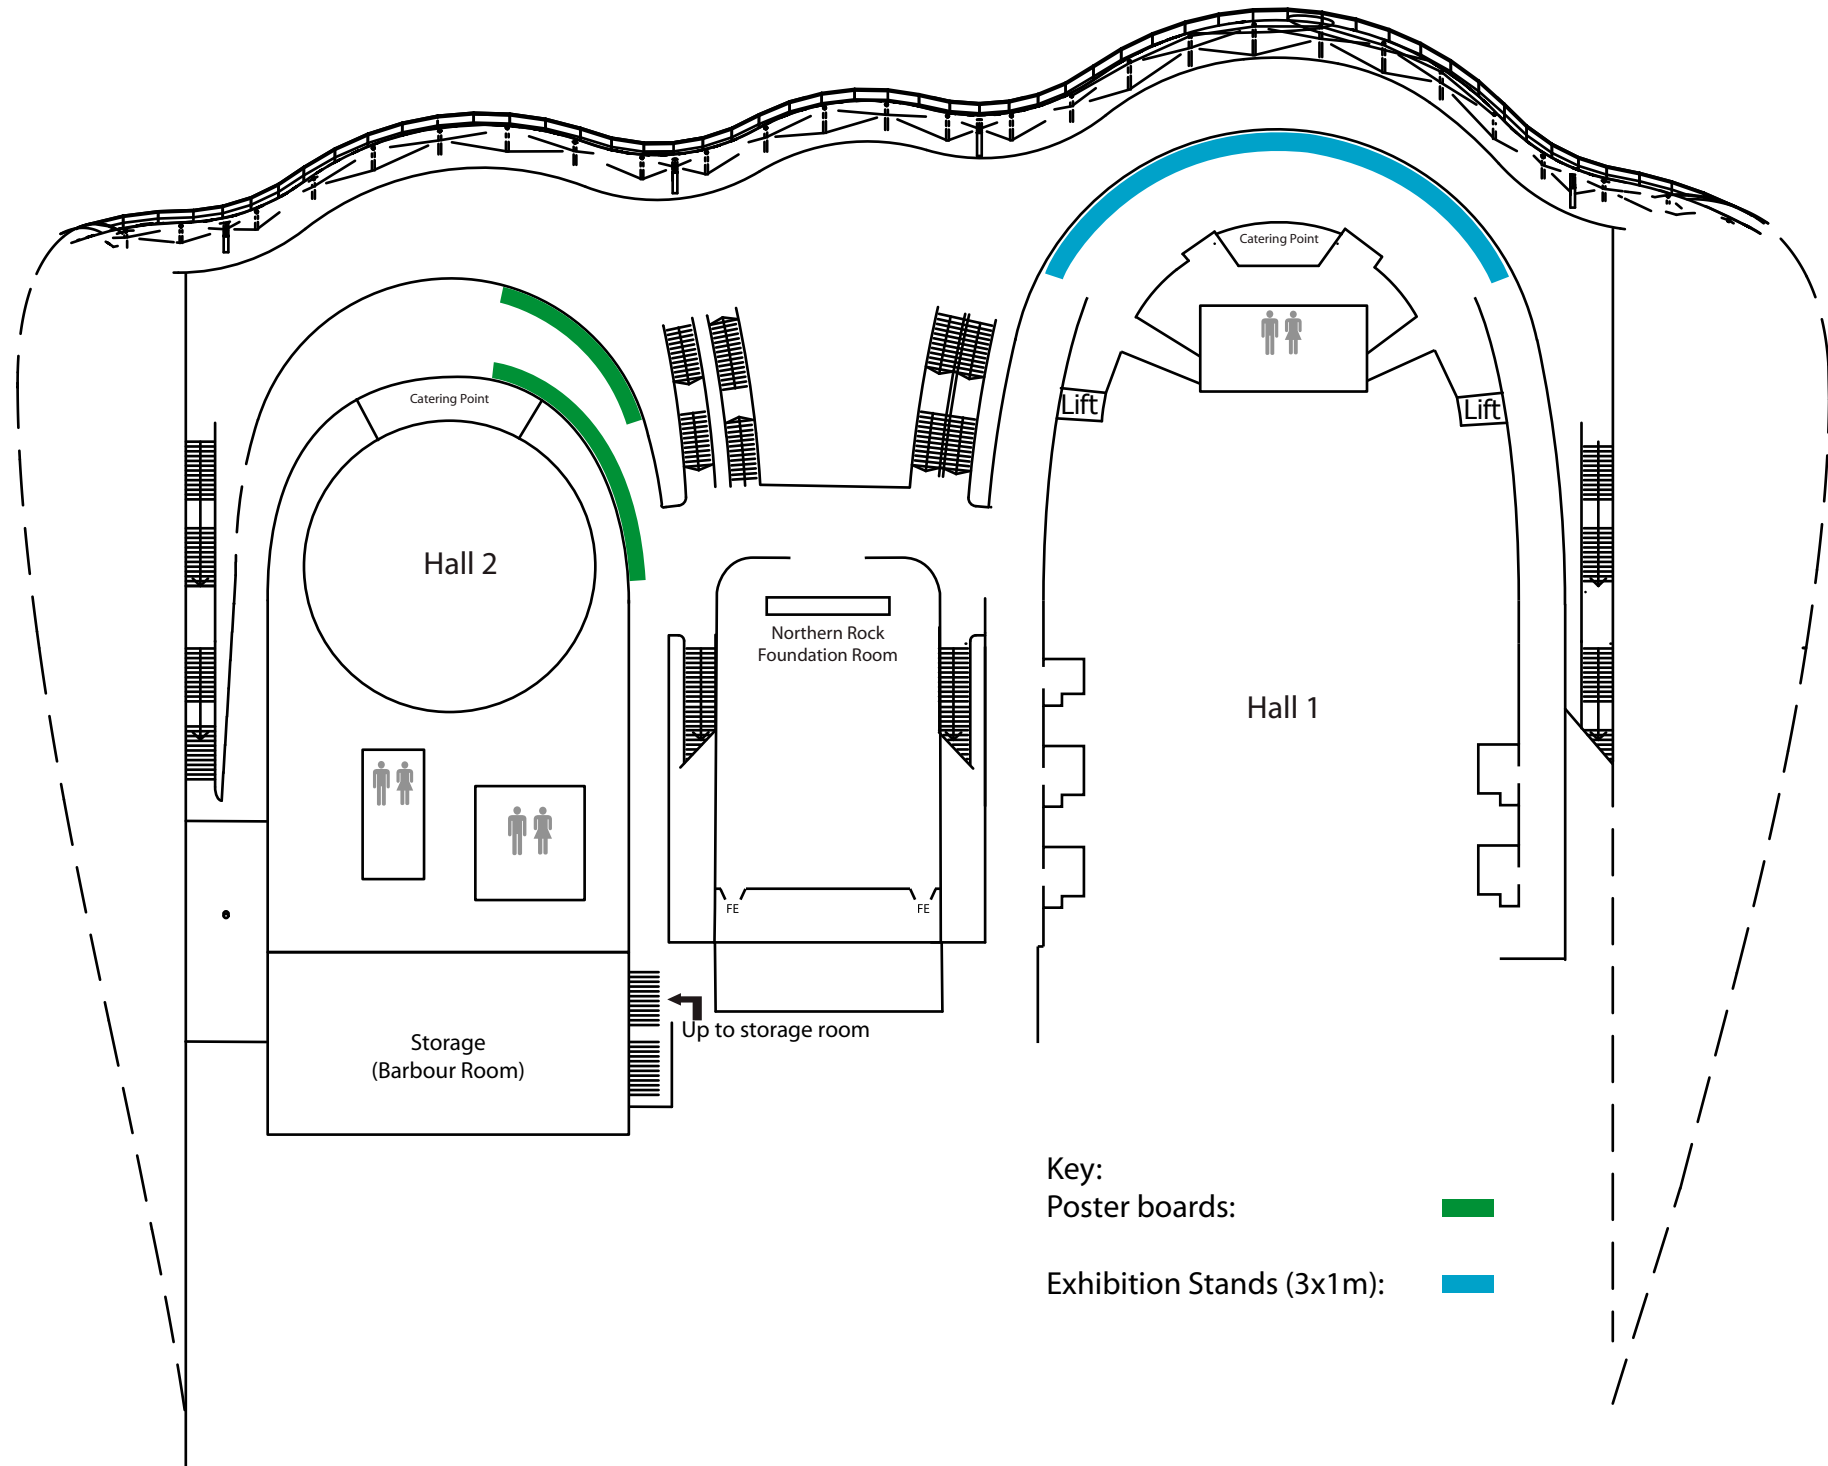 Catering Point
Lift
Lift
Catering Point
Hall 2
Northern Rock
Foundation Room
Hall 1
FE
FE
Up to storage room
Storage
(Barbour Room)
Key:
Poster boards:
Exhibition Stands (3x1m):